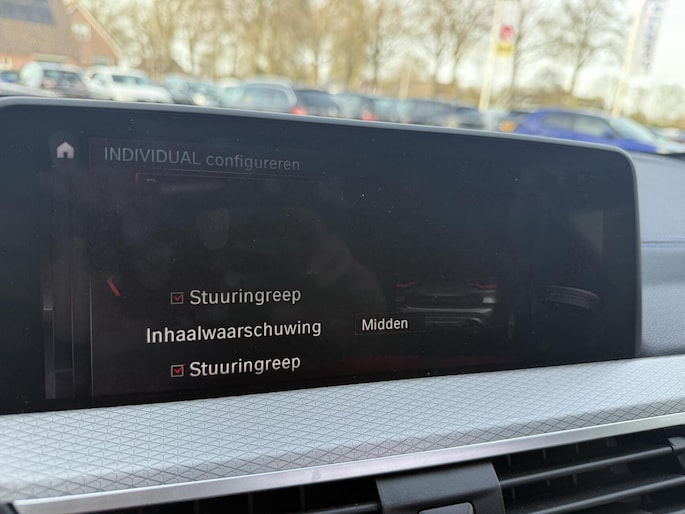 INDIVIDUAL configureren
Stuuringreep
Inhaalwaarschuwing Midden
Stuuringreep